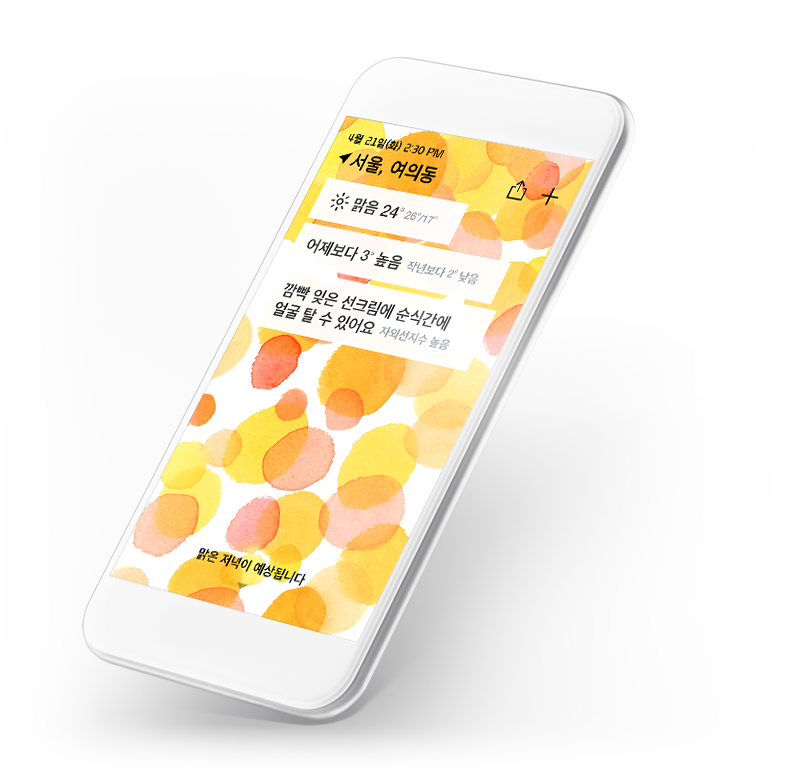 4월 21일(화) 2:30 PM
서울, 여의동
맑음 24° 26°/17°
어제보다 3° 높음 작년보다 2° 낮음
깜빡 잊은 선크림에 순식간에
얼굴 탈 수 있어요 자외선지수 높음
맑은 저녁이 예상됩니다